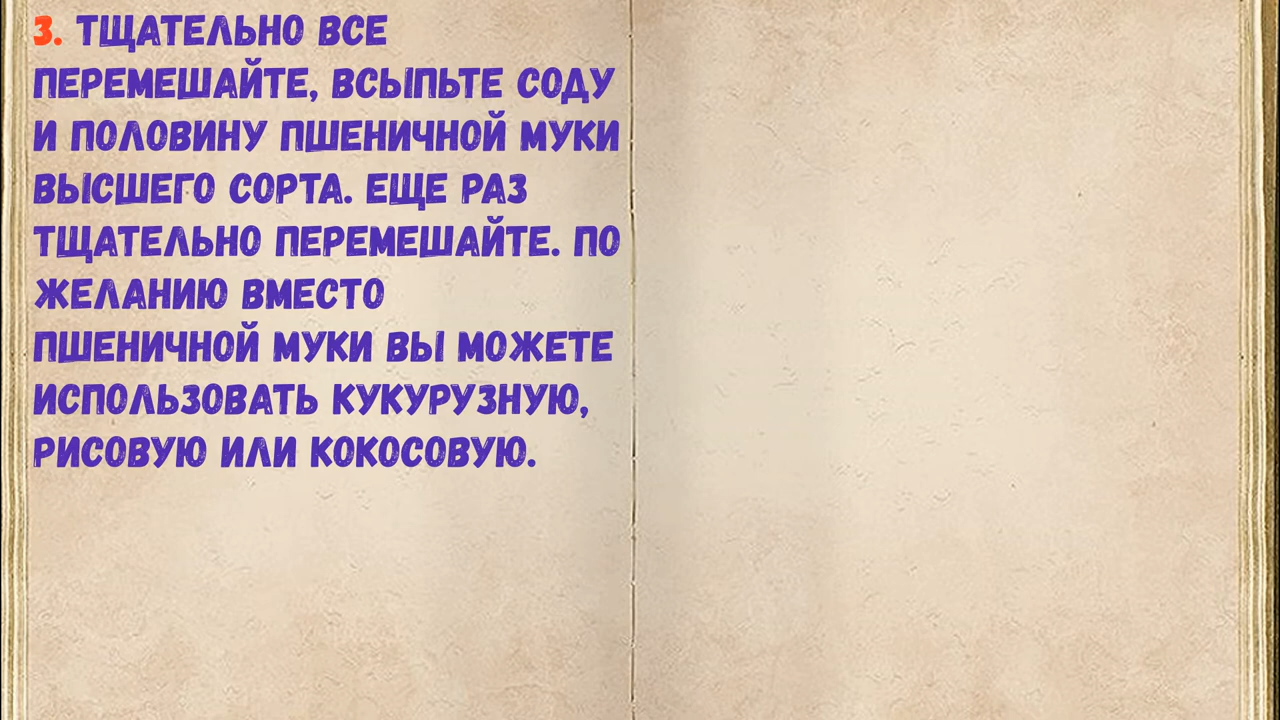 3. ТЩАТЕЛЬНО ВСЕ
ПЕРЕМЕШАЙТЕ, ВСЫПЬТЕ СОДУ
И ПОЛОВИНУ ПШЕНИЧНОЙ МУКИ
ВЫСШЕГО СОРТА. ЕЩЕ РАЗ
ТЩАТЕЛЬНО ПЕРЕМЕШАЙТЕ. ПО
ЖЕЛАНИЮ ВМЕСТО
ПШЕНИЧНОЙ МУКИ ВЫ МОЖЕТЕ
ИСПОЛЬЗОВАТЬ КУКУРУЗНУЮ,
РИСОВУЮ ИЛИ КОКОСОВУЮ.